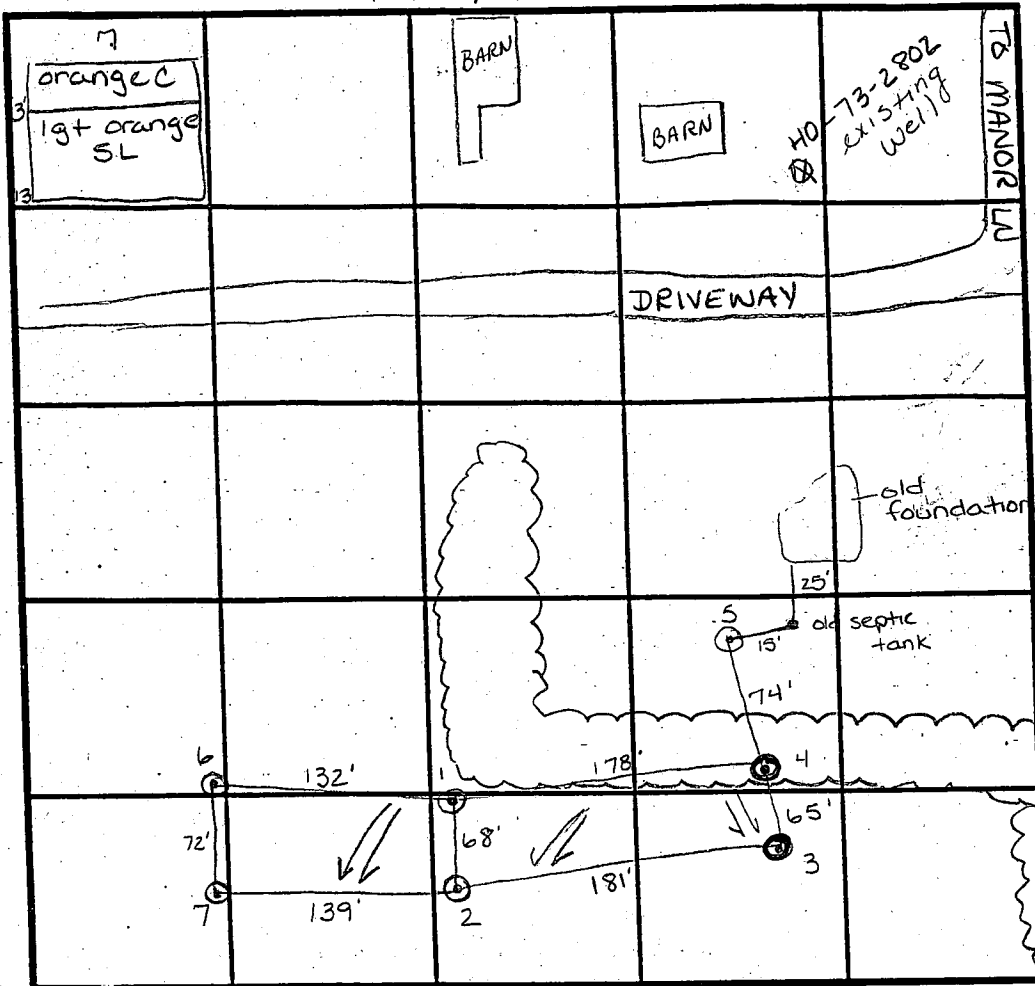 7
orange C
3'
lgt orange
SL
13
BARN
BARN
HO-73-2802
existing
well
TO MANOR LN
DRIVEWAY
old
foundation
25'
5
15'
old septic
tank
74'
6
132'
1
178'
4
72'
68'
65'
3
181'
7
139'
2